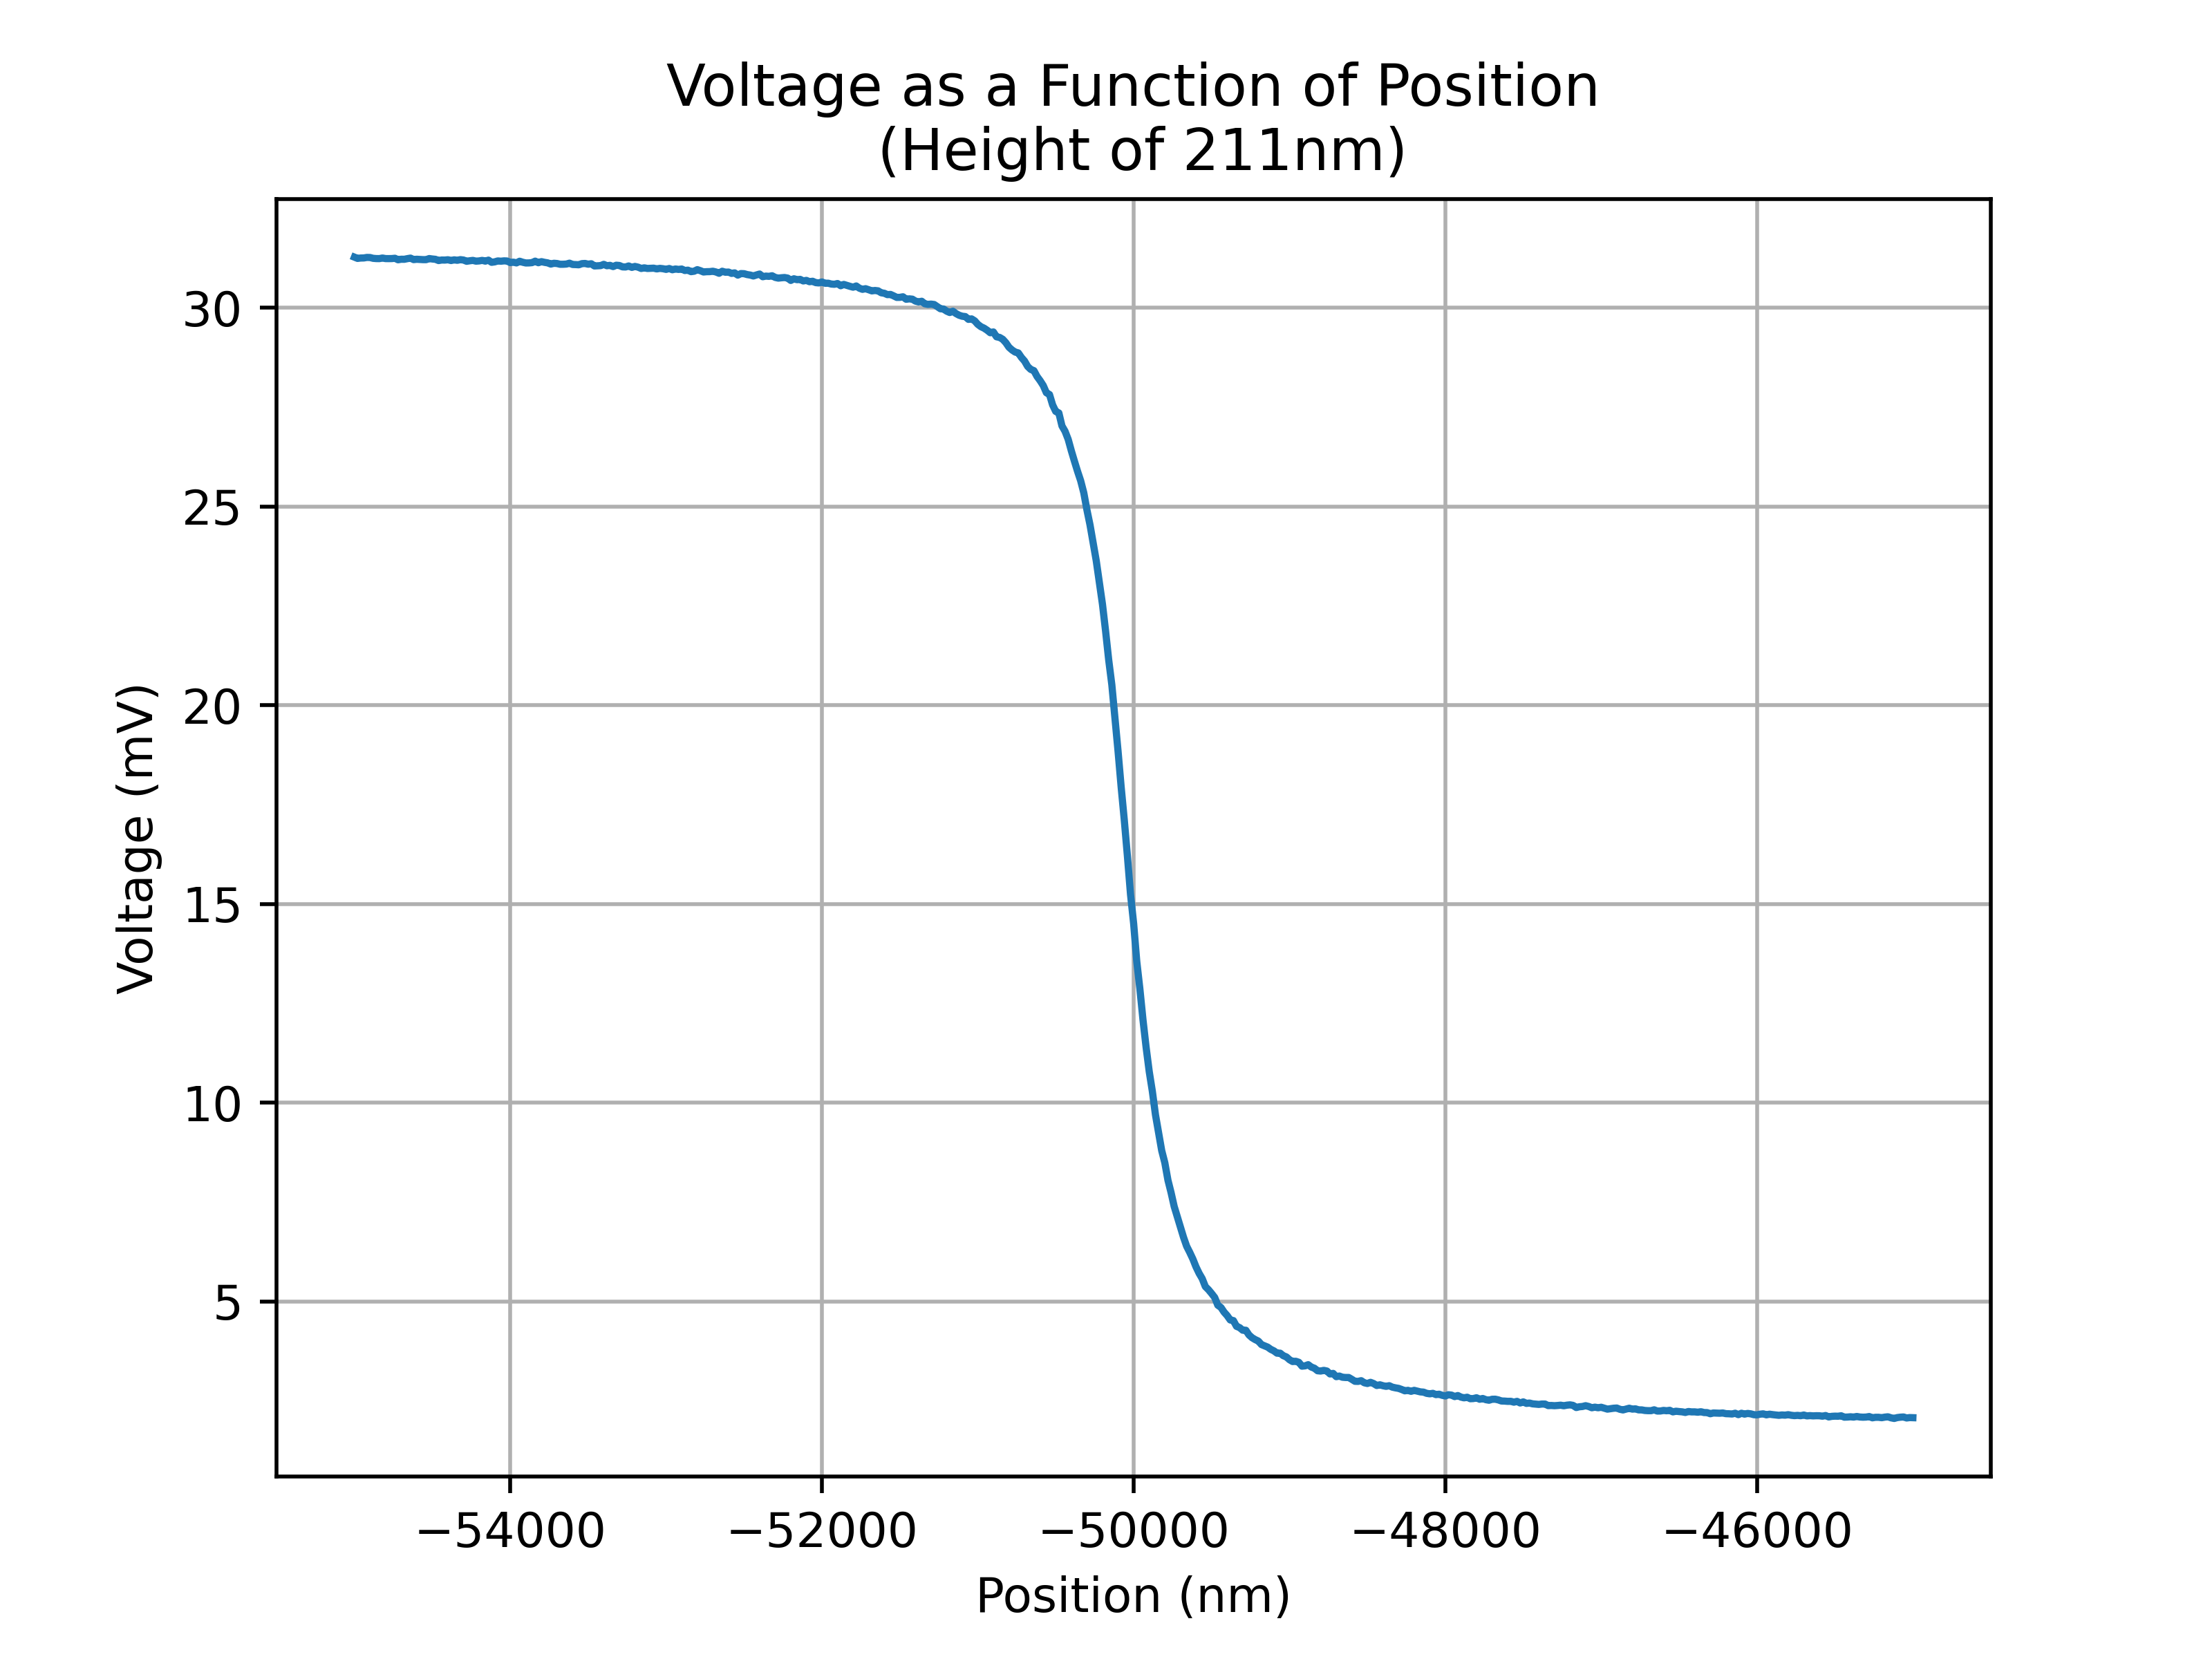 Voltage as a Function of Position
(Height of 211nm)
30
25
20
15
10
5
Voltage (mV)
−54000 −52000 −50000 −48000 −46000
Position (nm)